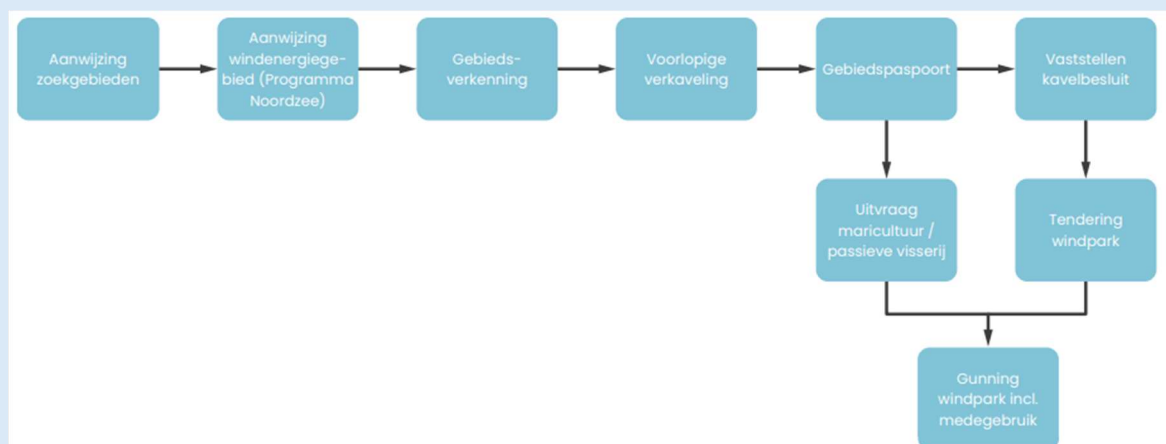 Aanwijzing
zoekgebieden
Aanwijzing
windenergiege-
bied (Programma
Noordzee)
Gebieds-
verkenning
Voorlopige
verkaveling
Gebiedspaspoort
Vaststellen
kavelbesluit
Uitvraag
maricultuur /
passieve visserij
Tendering
windpark
Gunning
windpark incl.
medegebruik